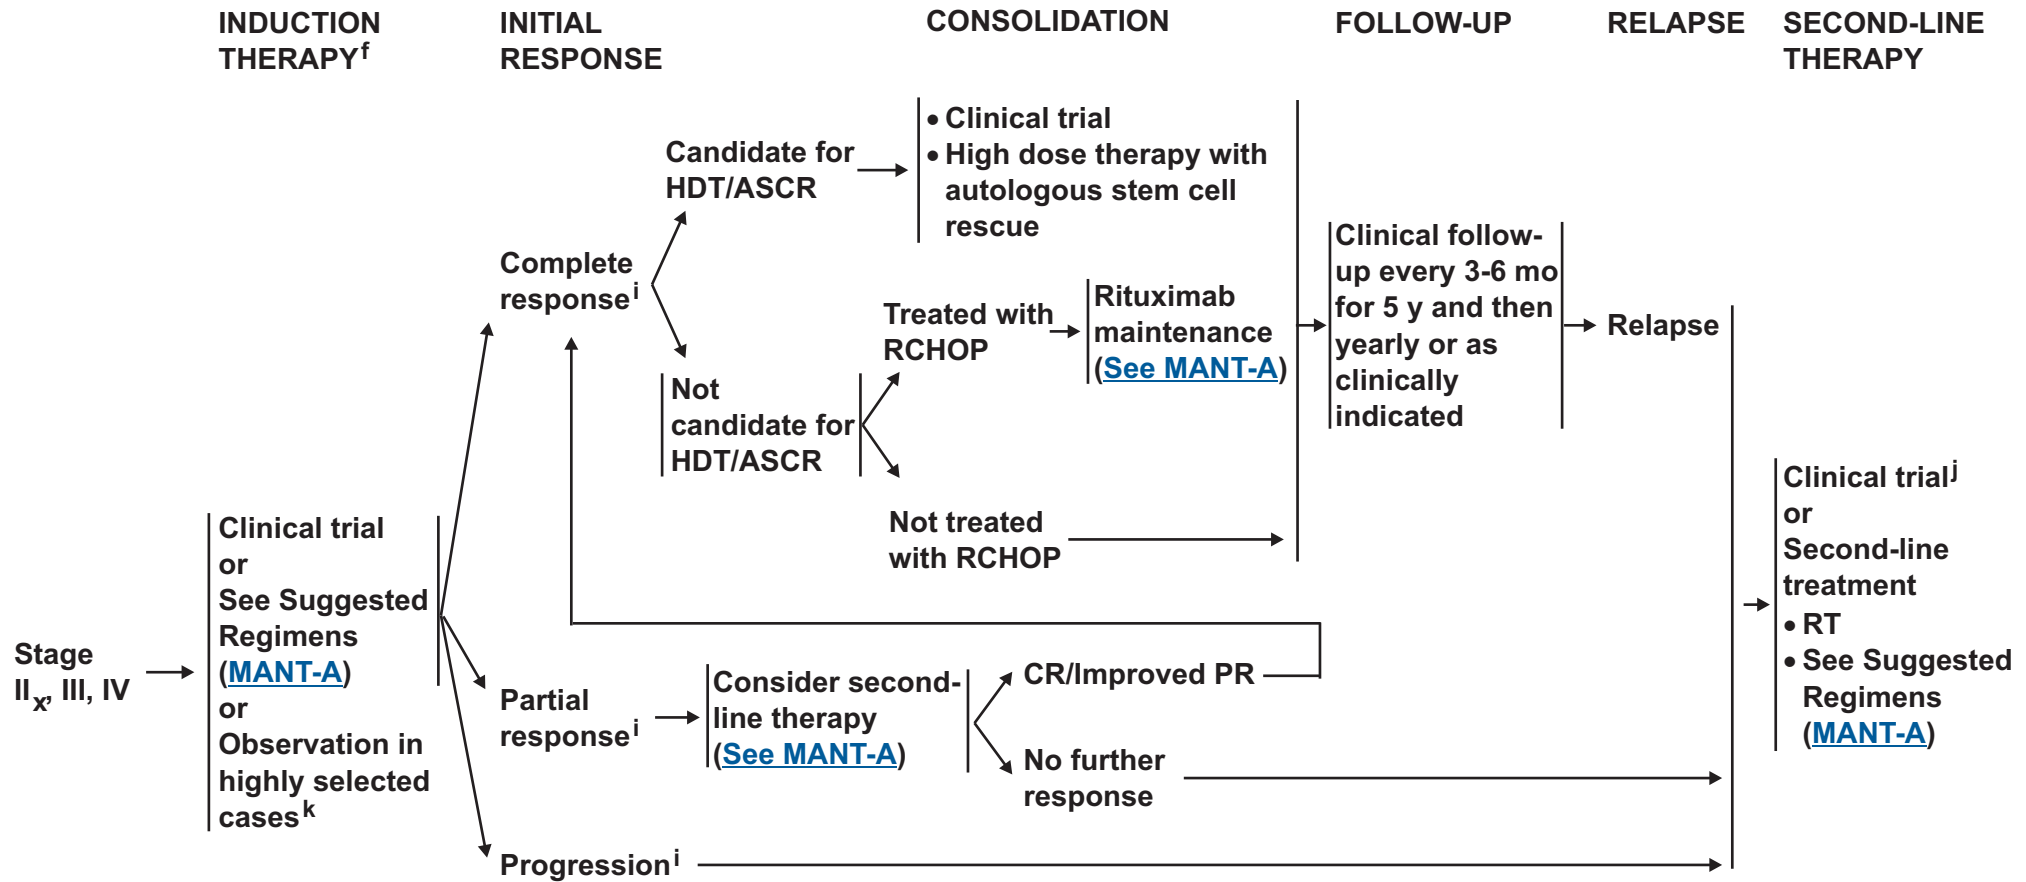 INDUCTION
THERAPYf
INITIAL
RESPONSE
CONSOLIDATION
FOLLOW-UP
RELAPSE
SECOND-LINE
THERAPY
Stage
IIx, III, IV
Clinical trial
or
See Suggested
Regimens
(MANT-A)
or
Observation in
highly selected
casesk
Complete
responsei
Candidate for
HDT/ASCR
• Clinical trial
• High dose therapy with
autologous stem cell
rescue
Not
candidate for
HDT/ASCR
Treated with
RCHOP
Rituximab
maintenance
(See MANT-A)
Not treated
with RCHOP
Clinical follow-
up every 3-6 mo
for 5 y and then
yearly or as
clinically
indicated
Relapse
Partial
responsei
Consider second-
line therapy
(See MANT-A)
CR/Improved PR
No further
response
Progressioni
Clinical trialj
or
Second-line
treatment
• RT
• See Suggested
Regimens
(MANT-A)